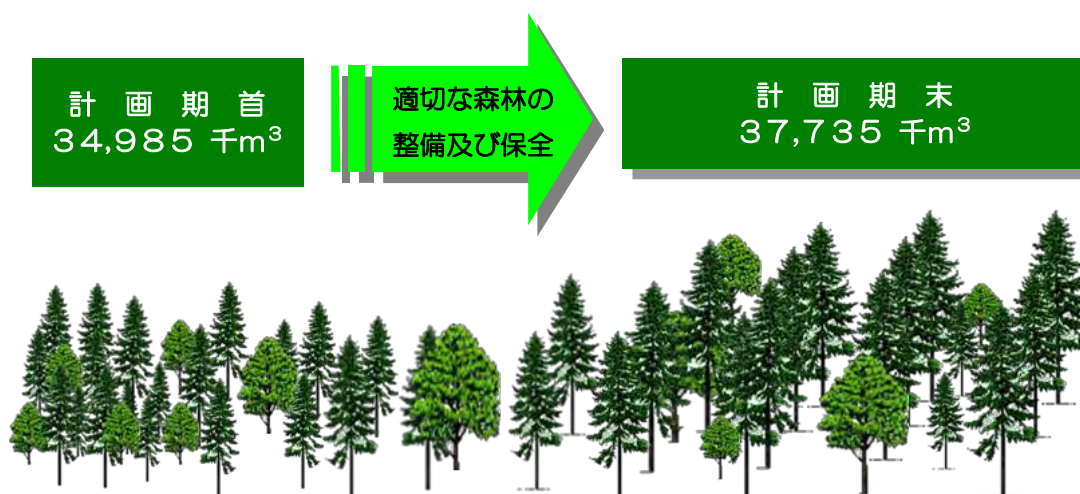 計画期首
34,985 千m³
適切な森林の
整備及び保全
計画期末
37,735 千m³